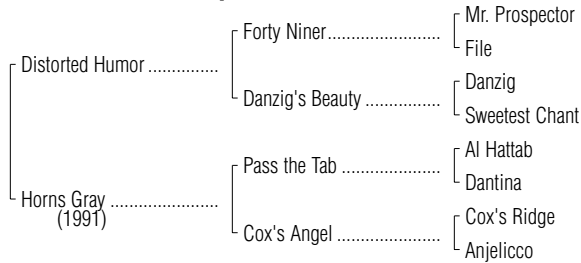 Mr. Prospector
Forty Niner....................
File
Distorted Humor ...............
Danzig
Danzig's Beauty ................
Sweetest Chant
Al Hattab
Pass the Tab .....................
Dantina
Horns Gray ......................
(1991)
Cox's Ridge
Cox's Angel ......................
Anjelicco